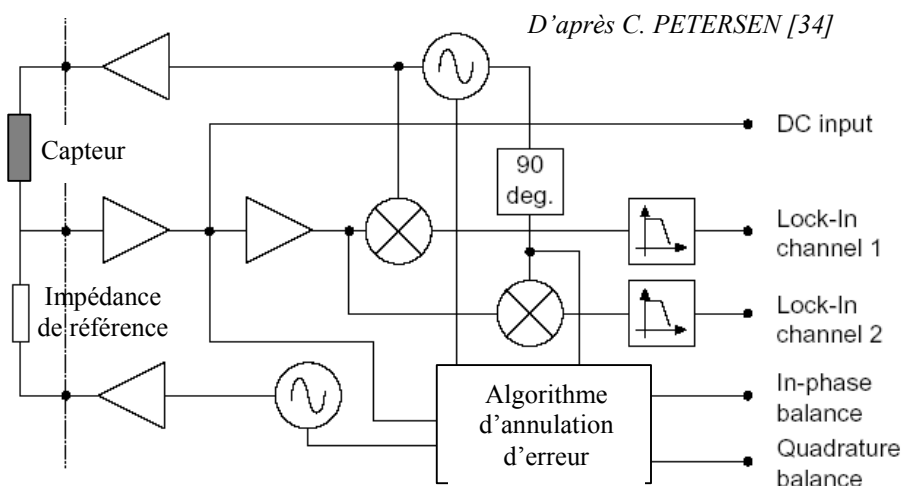 D'après C. PETERSEN [34]
DC input
Capteur
90
deg.
Lock-In
channel 1
Impédance
de référence
Lock-In
channel 2
Algorithme
d'annulation
d'erreur
In-phase
balance
Quadrature
balance